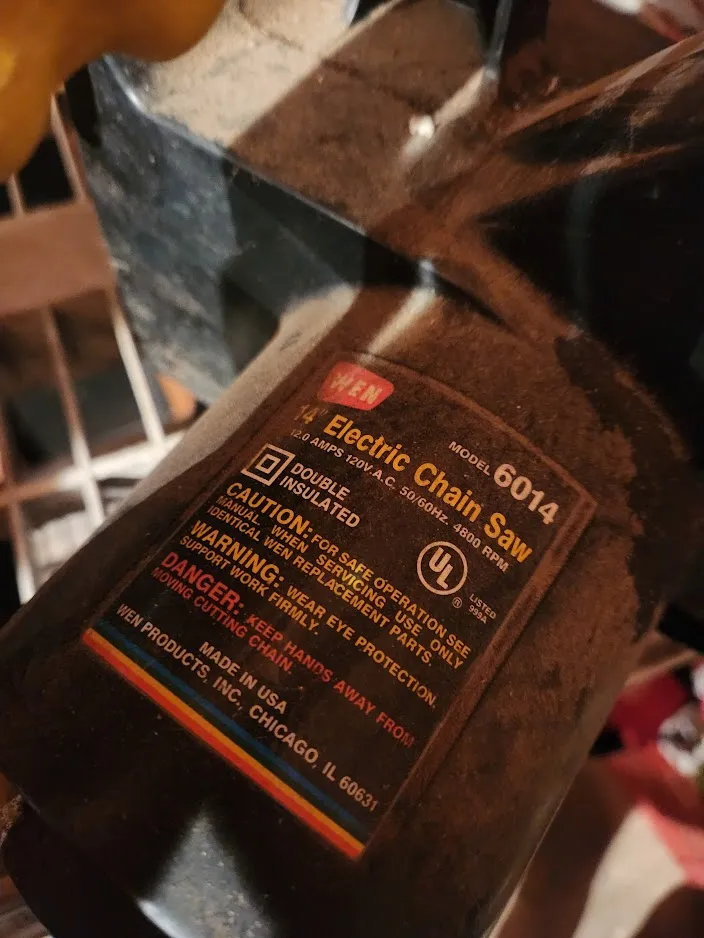 WEN
MODEL 6014
14" Electric Chain Saw
12.0 AMPS 120V A.C. 50/60Hz. 4600 RPM
DOUBLE
INSULATED
UL
®
LISTED
999A
CAUTION: FOR SAFE OPERATION SEE
MANUAL. WHEN SERVICING USE ONLY
IDENTICAL WEN REPLACEMENT PARTS.
WARNING: WEAR EYE PROTECTION.
SUPPORT WORK FIRMLY.
DANGER: KEEP HANDS AWAY FROM
MOVING CUTTING CHAIN.
MADE IN USA
WEN PRODUCTS, INC., CHICAGO, IL 60631